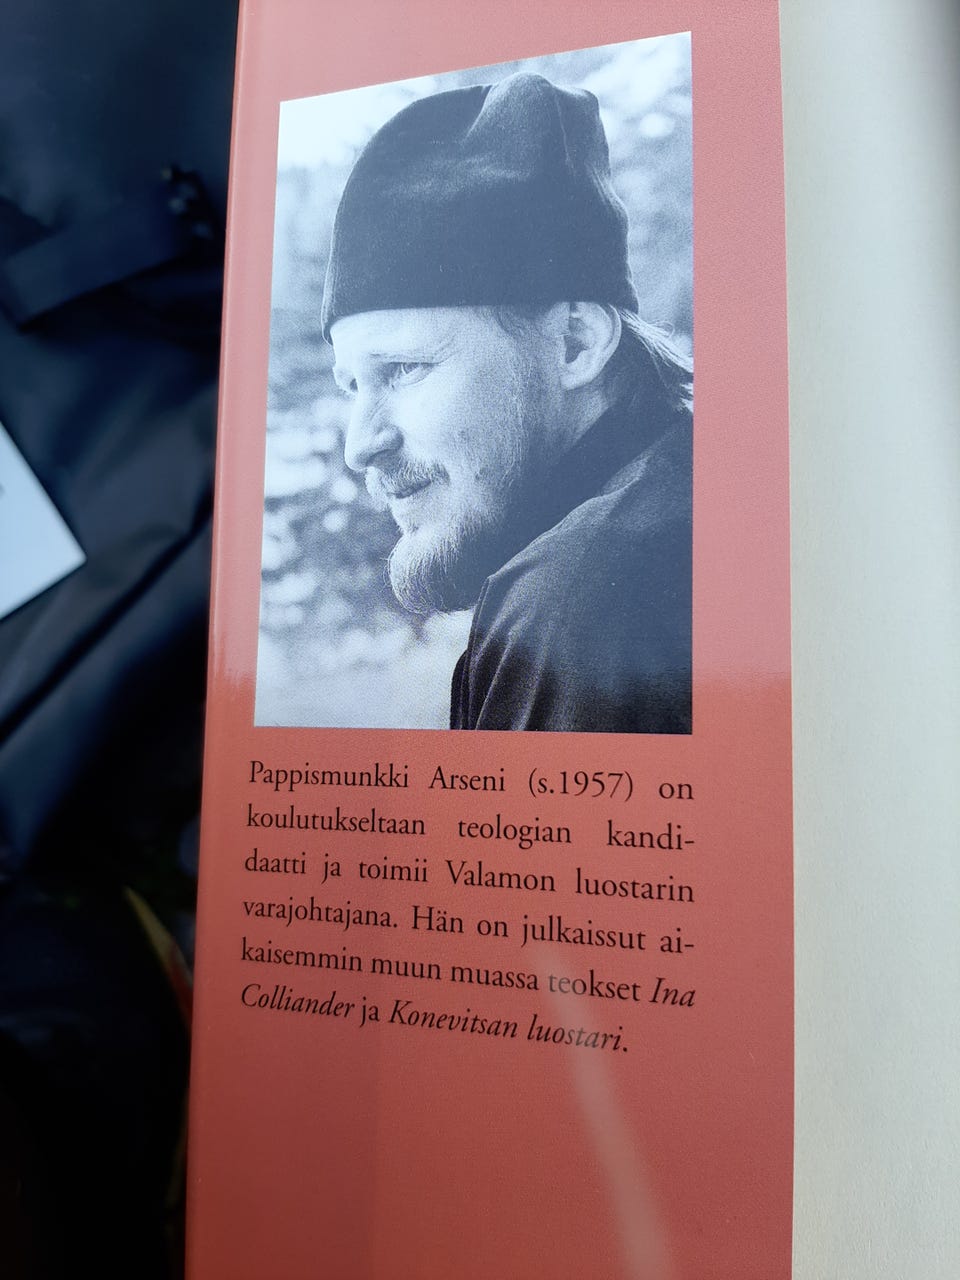 Pappismunkki Arseni (s.1957) on
koulutukseltaan teologian kandi-
daatti ja toimii Valamon luostarin
varajohtajana. Hän on julkaissut ai-
kaisemmin muun muassa teokset Ina
Colliander ja Konevitsan luostari.